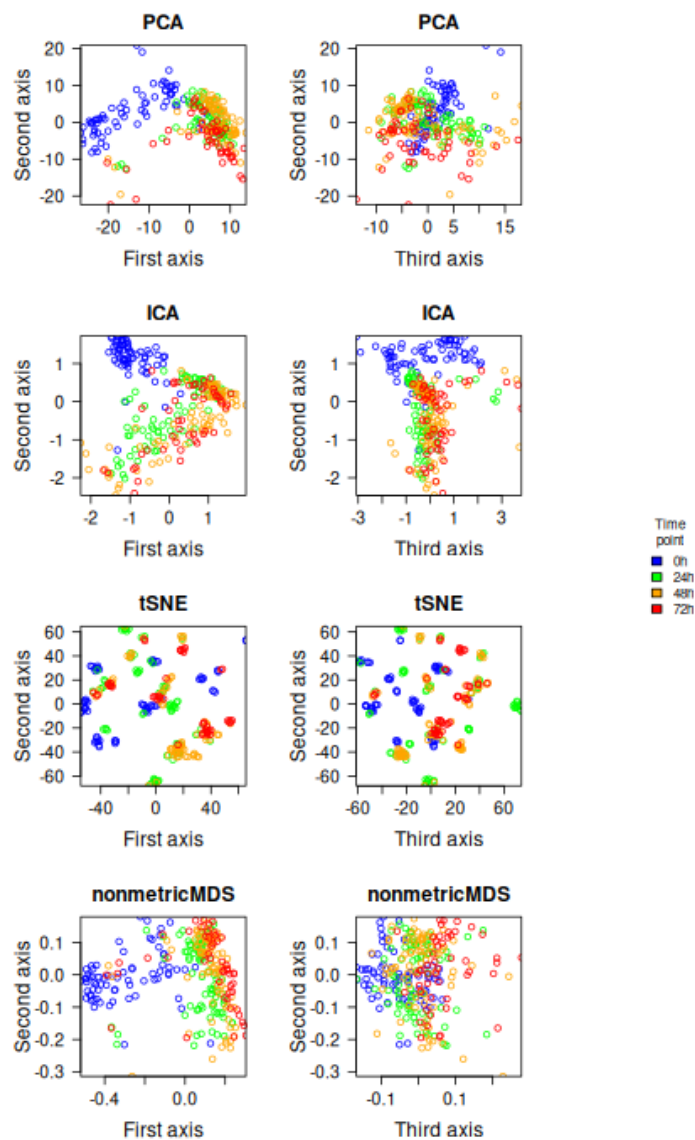 PCA
PCA
20
10
0
-10
-20
Second axis
-20
-10
0
10
First axis
20
10
0
-10
-20
Second axis
-10
0
5
15
Third axis
ICA
ICA
1
0
-1
-2
Second axis
-2
-1
0
1
First axis
1
0
-1
-2
Second axis
-3
-1
1
3
Third axis
Time
point
0h
24h
48h
72h
tSNE
tSNE
60
40
20
0
-20
-40
-60
Second axis
-40
0
20
40
60
First axis
60
40
20
0
-20
-40
-60
Second axis
-60
-20
20
60
Third axis
nonmetricMDS
nonmetricMDS
0.1
0.0
-0.1
-0.2
-0.3
Second axis
-0.4
0.0
First axis
0.1
0.0
-0.1
-0.2
-0.3
Second axis
-0.1
0.1
Third axis